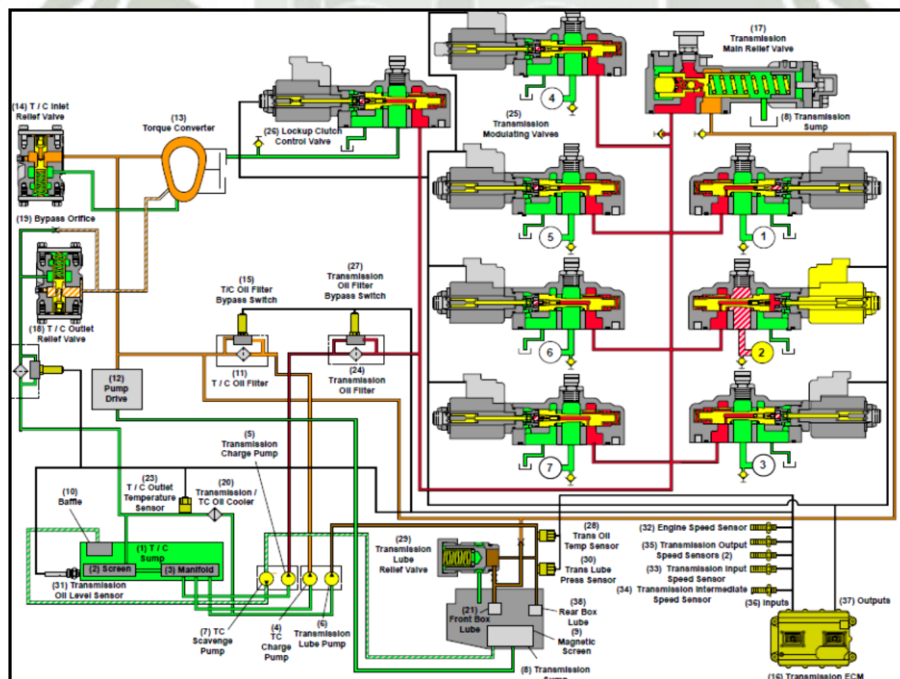 (17)
Transmission
Main Relief Valve
(14) T / C Inlet
Relief Valve
(13)
Torque Converter
(26) Lockup Clutch
Control Valve
4
(25)
Transmission
Modulating Valves
(8) Transmission
Sump
(19) Bypass Orifice
5
1
(18) T / C Outlet
Relief Valve
(15)
T/C Oil Filter
Bypass Switch
(27)
Transmission
Oil Filter
Bypass Switch
6
2
(12)
Pump
Drive
(11)
T / C Oil Filter
(24)
Transmission
Oil Filter
7
3
(5)
Transmission
Charge Pump
(10)
Baffle
(23)
T / C Outlet
Temperature
Sensor
(20)
Transmission /
TC Oil Cooler
(1) T / C
Sump
(2) Screen
(3) Manifold
(31) Transmission
Oil Level Sensor
(7) TC
Scavenge
Pump
(4)
TC
Charge Pump
(6)
Transmission
Lube Pump
(29)
Transmission
Lube
Relief Valve
(28)
Trans Oil
Temp Sensor
(30)
Trans Lube
Press Sensor
(21)
Front Box
Lube
(38)
Rear Box
Lube
(9)
Magnetic
Screen
(8) Transmission
Sump
(32) Engine Speed Sensor
(35) Transmission Output
Speed Sensors (2)
(33) Transmission Input
Speed Sensor
(34) Transmission Intermediate
Speed Sensor
(36) Inputs
(37) Outputs
(16) Transmission ECM